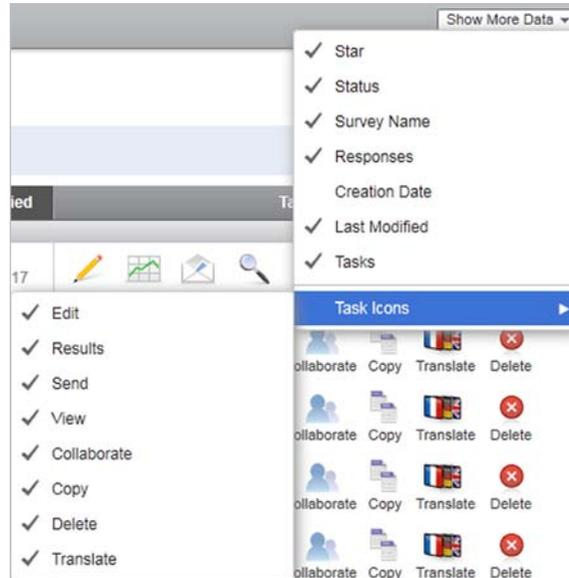 Show More Data
Star
Status
Survey Name
Responses
Creation Date
ied
Ta
Last Modified
Tasks
17
Task Icons
Edit
Results
Send
View
Collaborate
Copy
Delete
Translate
ollaborate Copy Translate Delete
ollaborate Copy Translate Delete
ollaborate Copy Translate Delete
ollaborate Copy Translate Delete